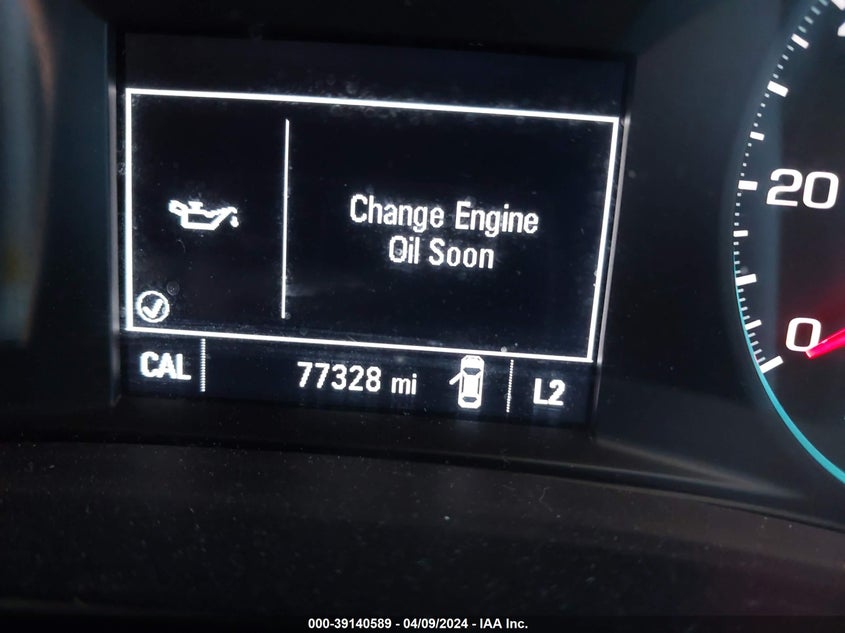 Change Engine
Oil Soon
CAL 77328 mi L2
20
0
000-39140589 - 04/09/2024 - IAA Inc.